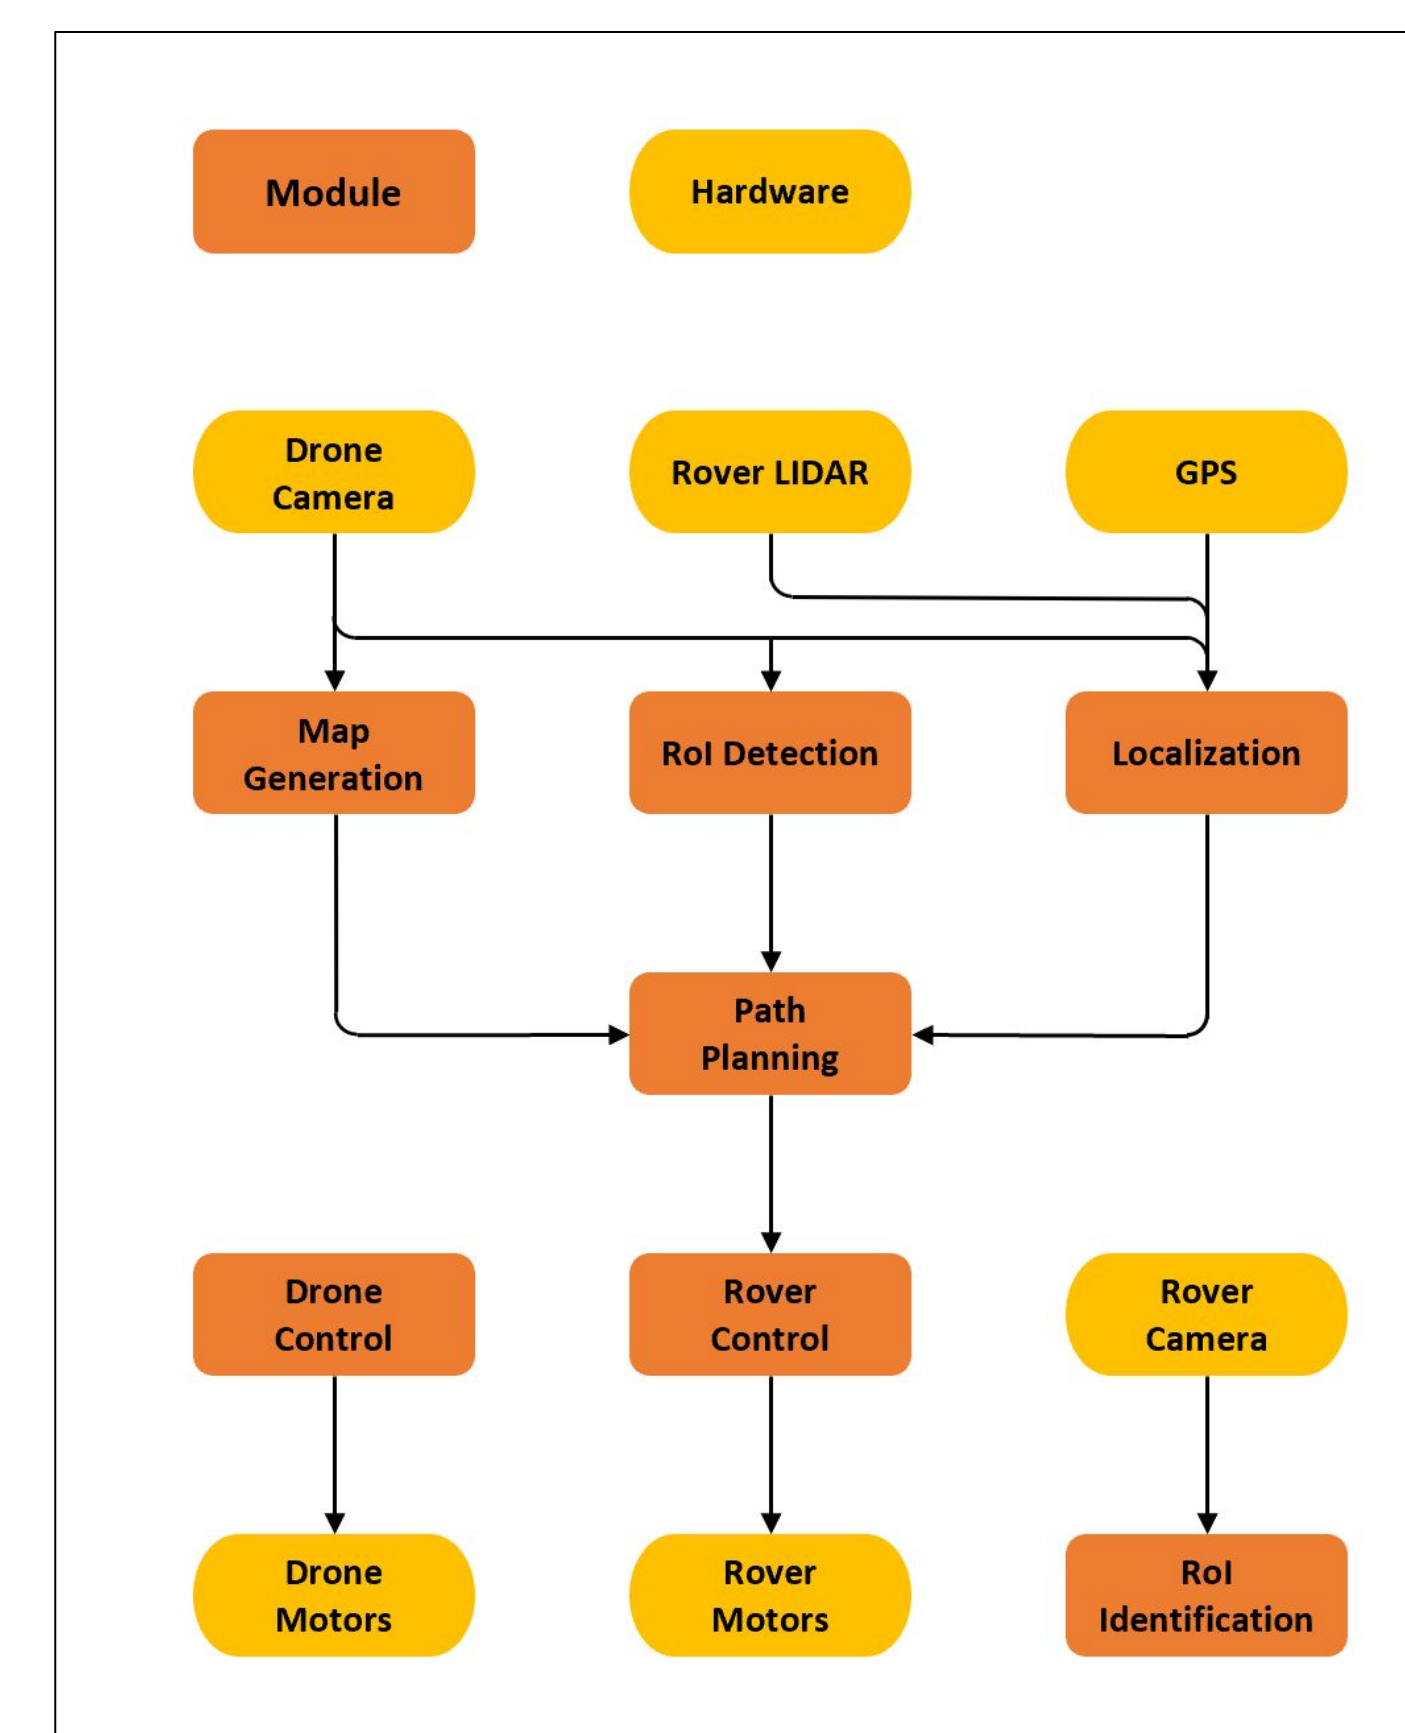 Module
Hardware
Drone
Camera
Rover LIDAR
GPS
Map
Generation
RoI Detection
Localization
Path
Planning
Drone
Control
Rover
Control
Rover
Camera
Drone
Motors
Rover
Motors
RoI
Identification